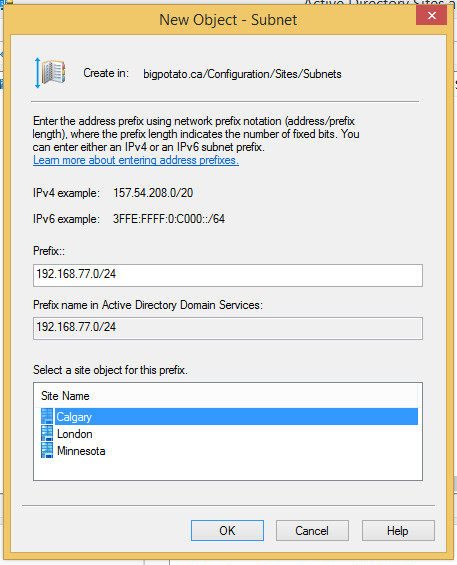 Active Directory Sites a
New Object - Subnet
Create in: bigpotato.ca/Configuration/Sites/Subnets
Enter the address prefix using network prefix notation (address/prefix
length), where the prefix length indicates the number of fixed bits. You
can enter either an IPv4 or an IPv6 subnet prefix.
Learn more about entering address prefixes.
IPv4 example: 157.54.208.0/20
IPv6 example: 3FFE:FFFF:0:C000::/64
Prefix::
192.168.77.0/24
Prefix name in Active Directory Domain Services:
192.168.77.0/24
Select a site object for this prefix.
Site Name
Calgary
London
Minnesota
OK Cancel Help